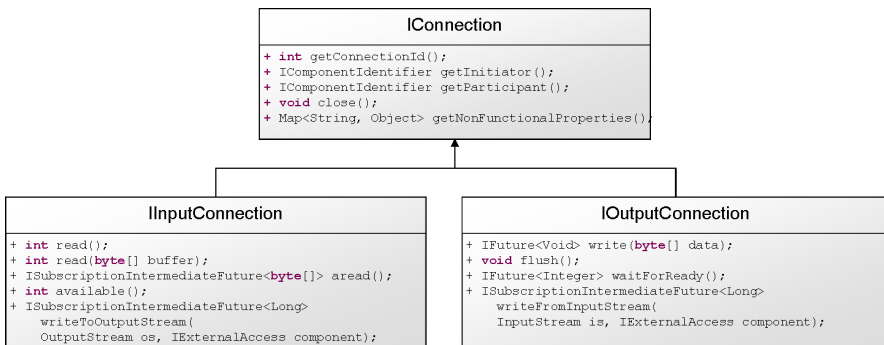 IConnection
+ int getConnectionId();
+ IComponentIdentifier getInitiator();
+ IComponentIdentifier getParticipant();
+ void close();
+ Map<String, Object> getNonFunctionalProperties();
IInputConnection
+ int read();
+ int read(byte[] buffer);
+ ISubscriptionIntermediateFuture<byte[]> aread();
+ int available();
+ ISubscriptionIntermediateFuture<Long>
writeToOutputStream(
OutputStream os, IExternalAccess component);
IOutputConnection
+ IFuture<Void> write(byte[] data);
+ void flush();
+ IFuture<Integer> waitForReady();
+ ISubscriptionIntermediateFuture<Long>
writeFromInputStream(
InputStream is, IExternalAccess component);